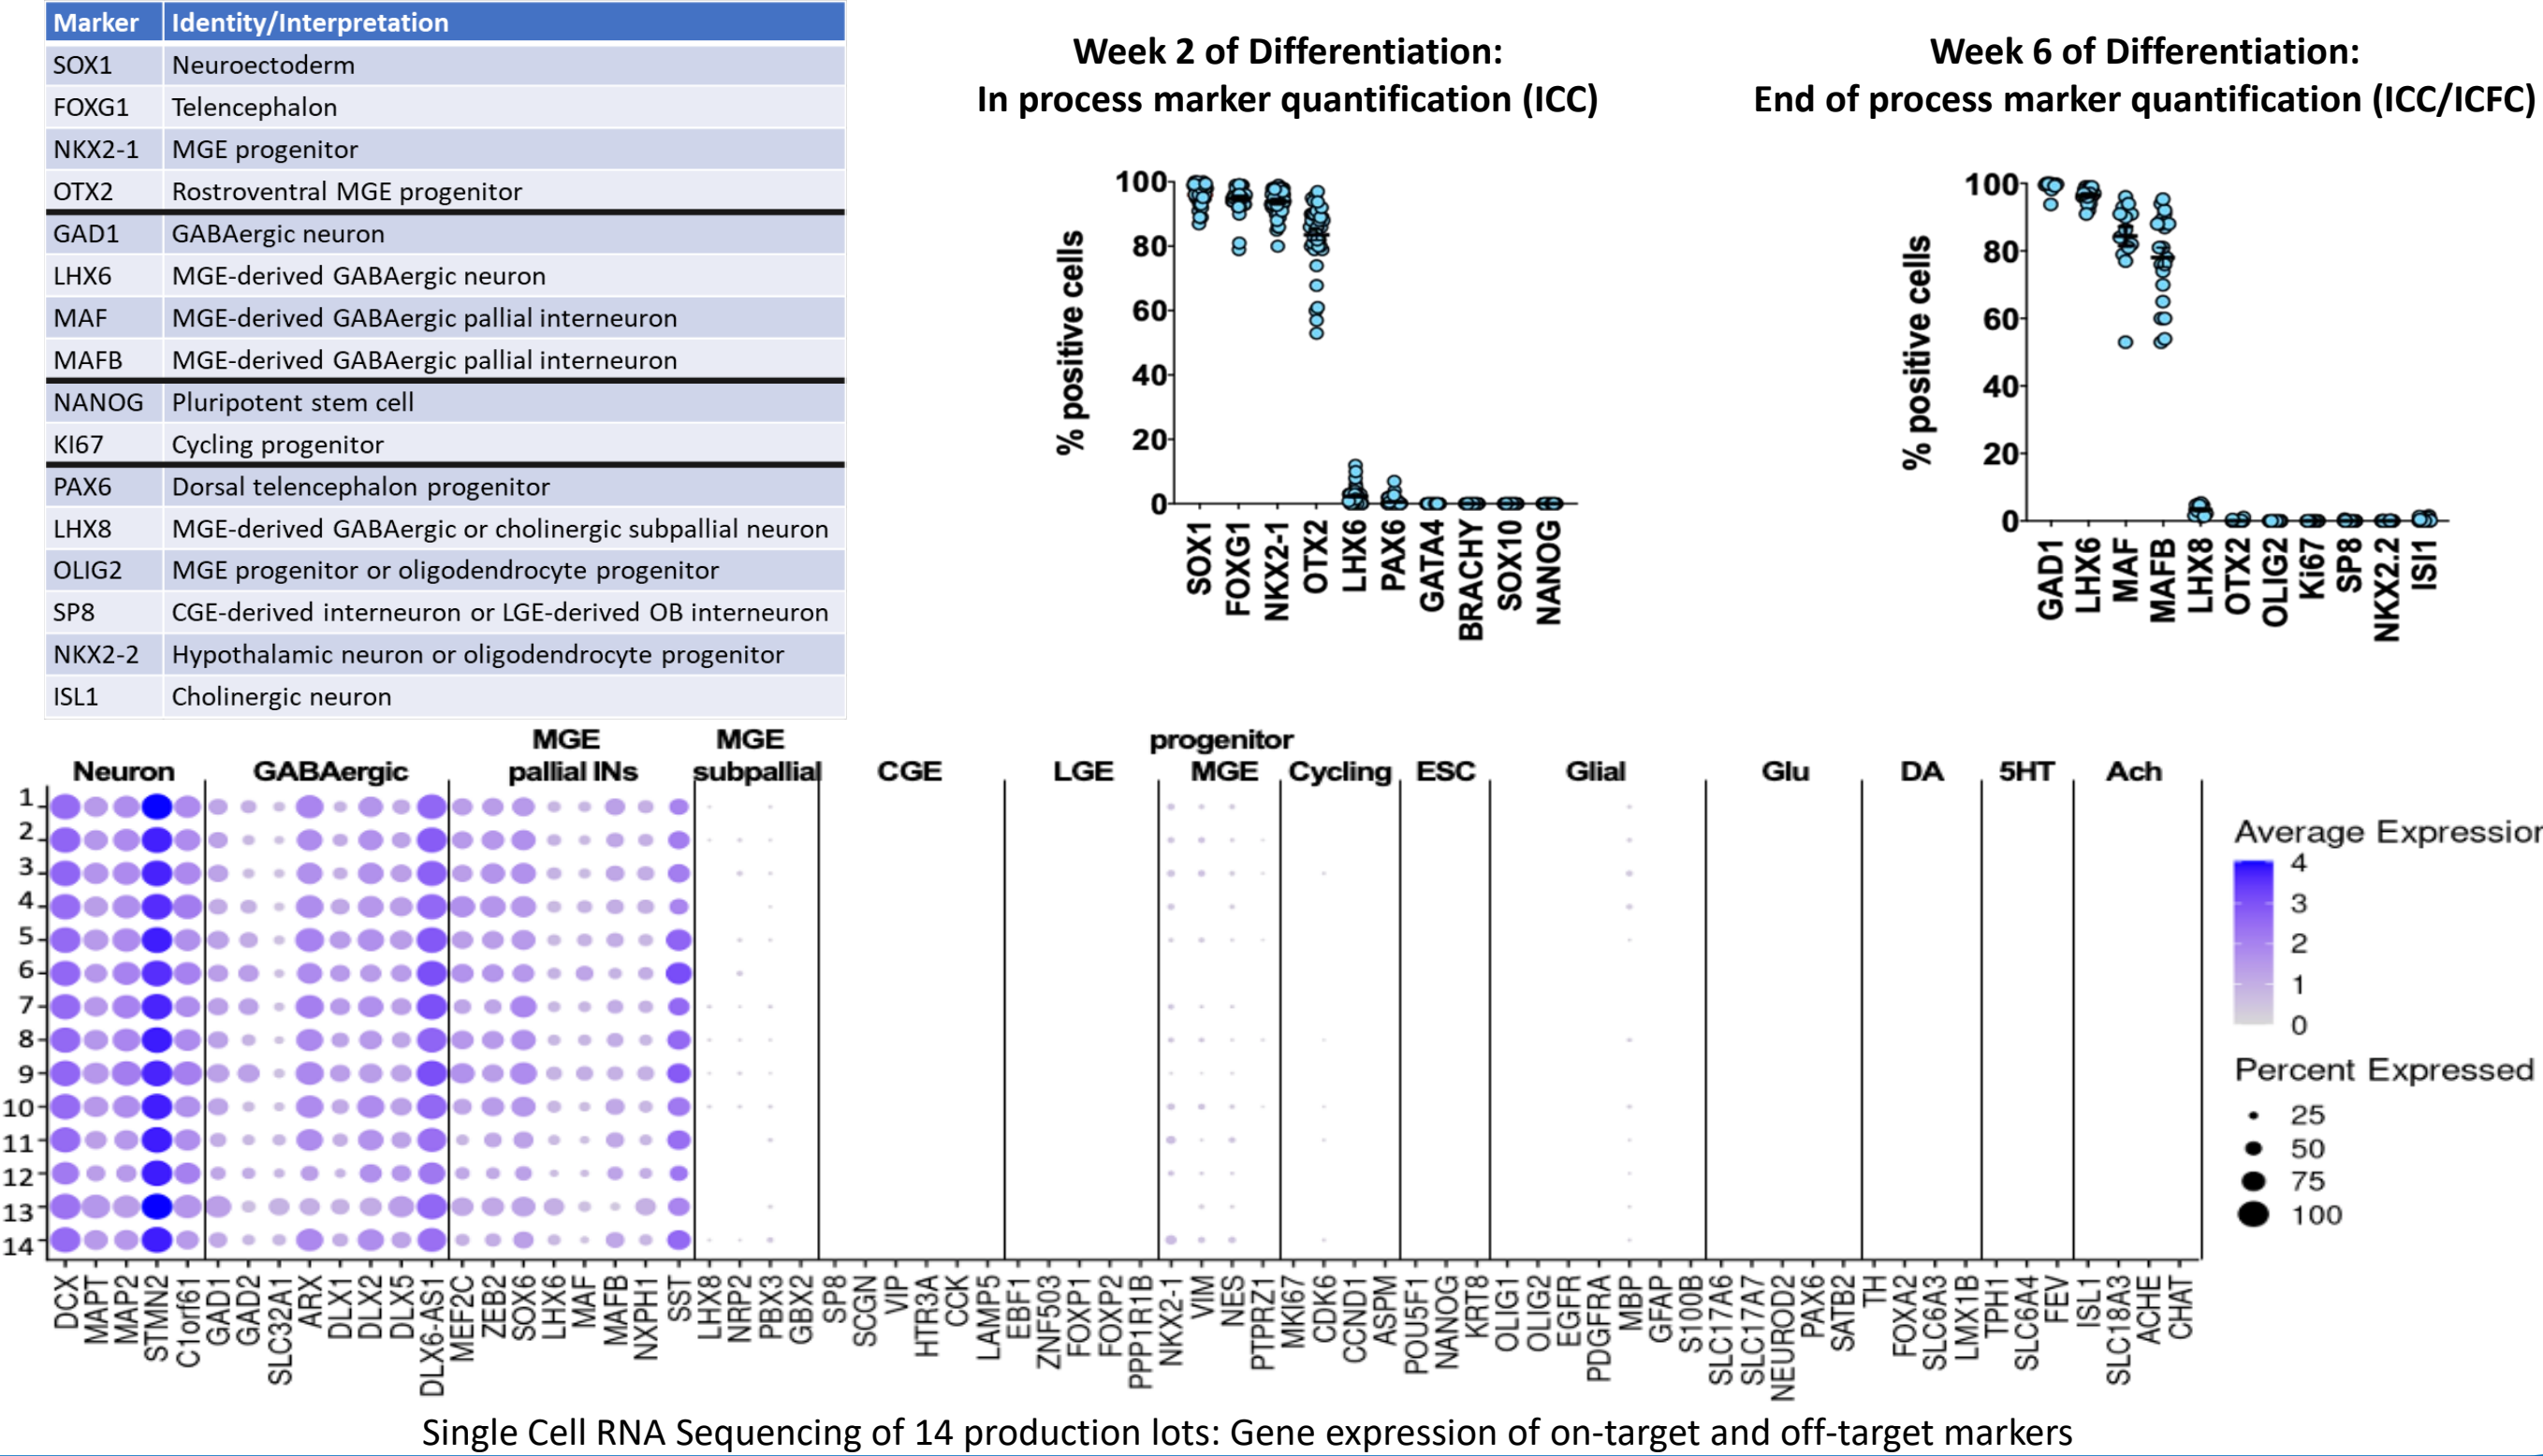 Marker Identity/Interpretation
SOX1 Neuroectoderm
FOXG1 Telencephalon
NKX2-1 MGE progenitor
OTX2 Rostroventral MGE progenitor
GAD1 GABAergic neuron
LHX6 MGE-derived GABAergic neuron
MAF MGE-derived GABAergic pallial interneuron
MAFB MGE-derived GABAergic pallial interneuron
NANOG Pluripotent stem cell
KI67 Cycling progenitor
PAX6 Dorsal telencephalon progenitor
LHX8 MGE-derived GABAergic or cholinergic subpallial neuron
OLIG2 MGE progenitor or oligodendrocyte progenitor
SP8 CGE-derived interneuron or LGE-derived OB interneuron
NKX2-2 Hypothalamic neuron or oligodendrocyte progenitor
ISL1 Cholinergic neuron
Week 2 of Differentiation:
In process marker quantification (ICC)
% positive cells
100
80
60
40
20
0
SOX1 FOXG1 NKX2-1 OTX2 LHX6 PAX6 GATA4 BRACHY SOX10 NANOG
Week 6 of Differentiation:
End of process marker quantification (ICC/ICFC)
% positive cells
100
80
60
40
20
0
GAD1 LHX6 MAF MAFB LHX8 OTX2 OLIG2 Ki67 SP8 NKX2.2 ISI1
Neuron GABAergic MGE pallial INs MGE subpallial CGE LGE progenitor MGE Cycling ESC Glial Glu DA 5HT Ach
1
2
3
4
5
6
7
8
9
10
11
12
13
14
DCX MAPT MAP2 STMN2 C1orf61 GAD1 GAD2 SLC32A1 ARX DLX1 DLX2 DLX5 DLX6-AS1 MEF2C ZEB2 SOX6 LHX6 MAF MAFB NXPH1 SST LHX8 NRP2 PBX3 GBX2 SP8 SCGN VIP HTR3A CCK LAMP5 EBF1 ZNF503 FOXP1 FOXP2 PPP1R1B NKX2-1 VIM NES PTPRZ1 MKI67 CDK6 CCND1 ASPM POU5F1 NANOG KRT8 OLIG1 OLIG2 EGFR PDGFRA MBP GFAP S100B SLC17A6 SLC17A7 NEUROD2 PAX6 SATB2 TH FOXA2 SLC6A3 LMX1B TPH1 SLC6A4 FEV ISL1 SLC18A3 ACHE CHAT
Average Expression
4
3
2
1
0
Percent Expressed
25
50
75
100
Single Cell RNA Sequencing of 14 production lots: Gene expression of on-target and off-target markers